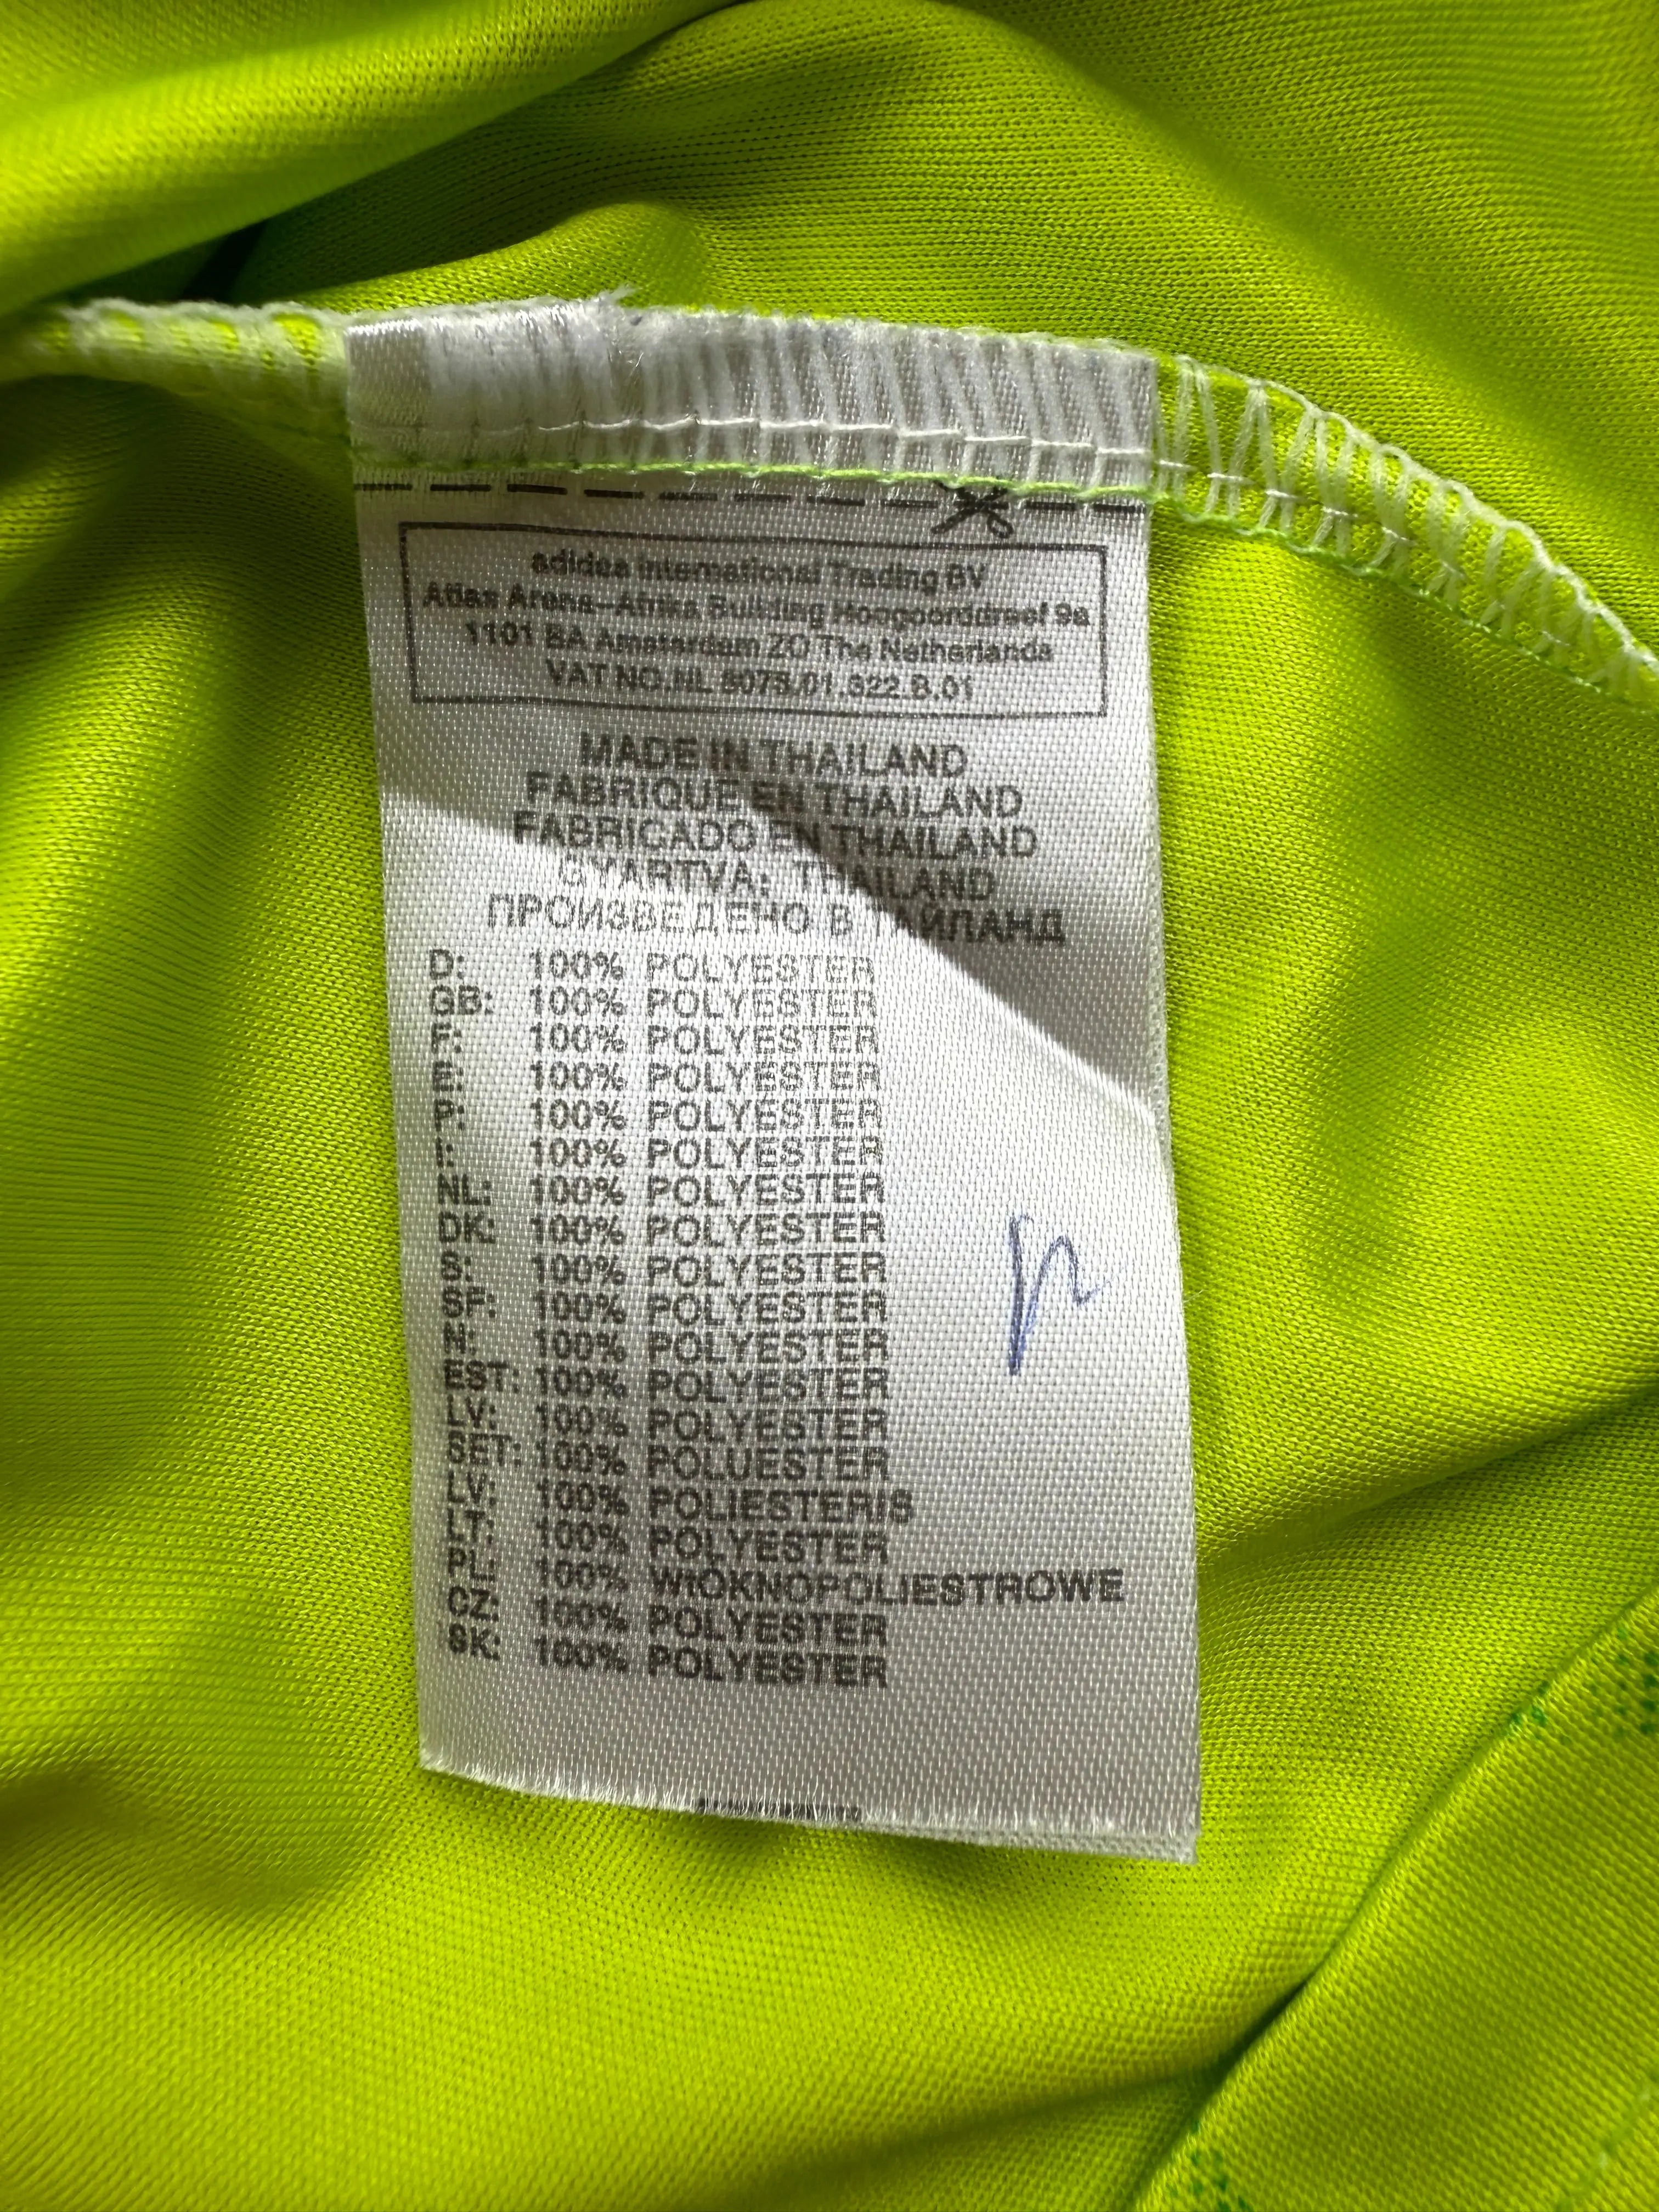 adidas International Trading BV
Atlas Arena-Afrika Building Hoogoorddreef 9a
1101 BA Amsterdam ZO The Netherlands
VAT NO.NL 8075.01.322.B.01
MADE IN THAILAND
FABRIQUE EN THAILAND
FABRICADO EN THAILAND
GYARTVA: THAILAND
ПРОИЗВЕДЕНО В ТАЙЛАНД
D: 100% POLYESTER
GB: 100% POLYESTER
F: 100% POLYESTER
E: 100% POLYESTER
P: 100% POLYESTER
I: 100% POLYESTER
NL: 100% POLYESTER
DK: 100% POLYESTER
S: 100% POLYESTER
SF: 100% POLYESTER
N: 100% POLYESTER
EST: 100% POLYESTER
LV: 100% POLYESTER
SET: 100% POLUESTER
LV: 100% POLIESTERIS
LT: 100% POLYESTER
PL: 100% WIOKNOPOLIESTROWE
CZ: 100% POLYESTER
SK: 100% POLYESTER